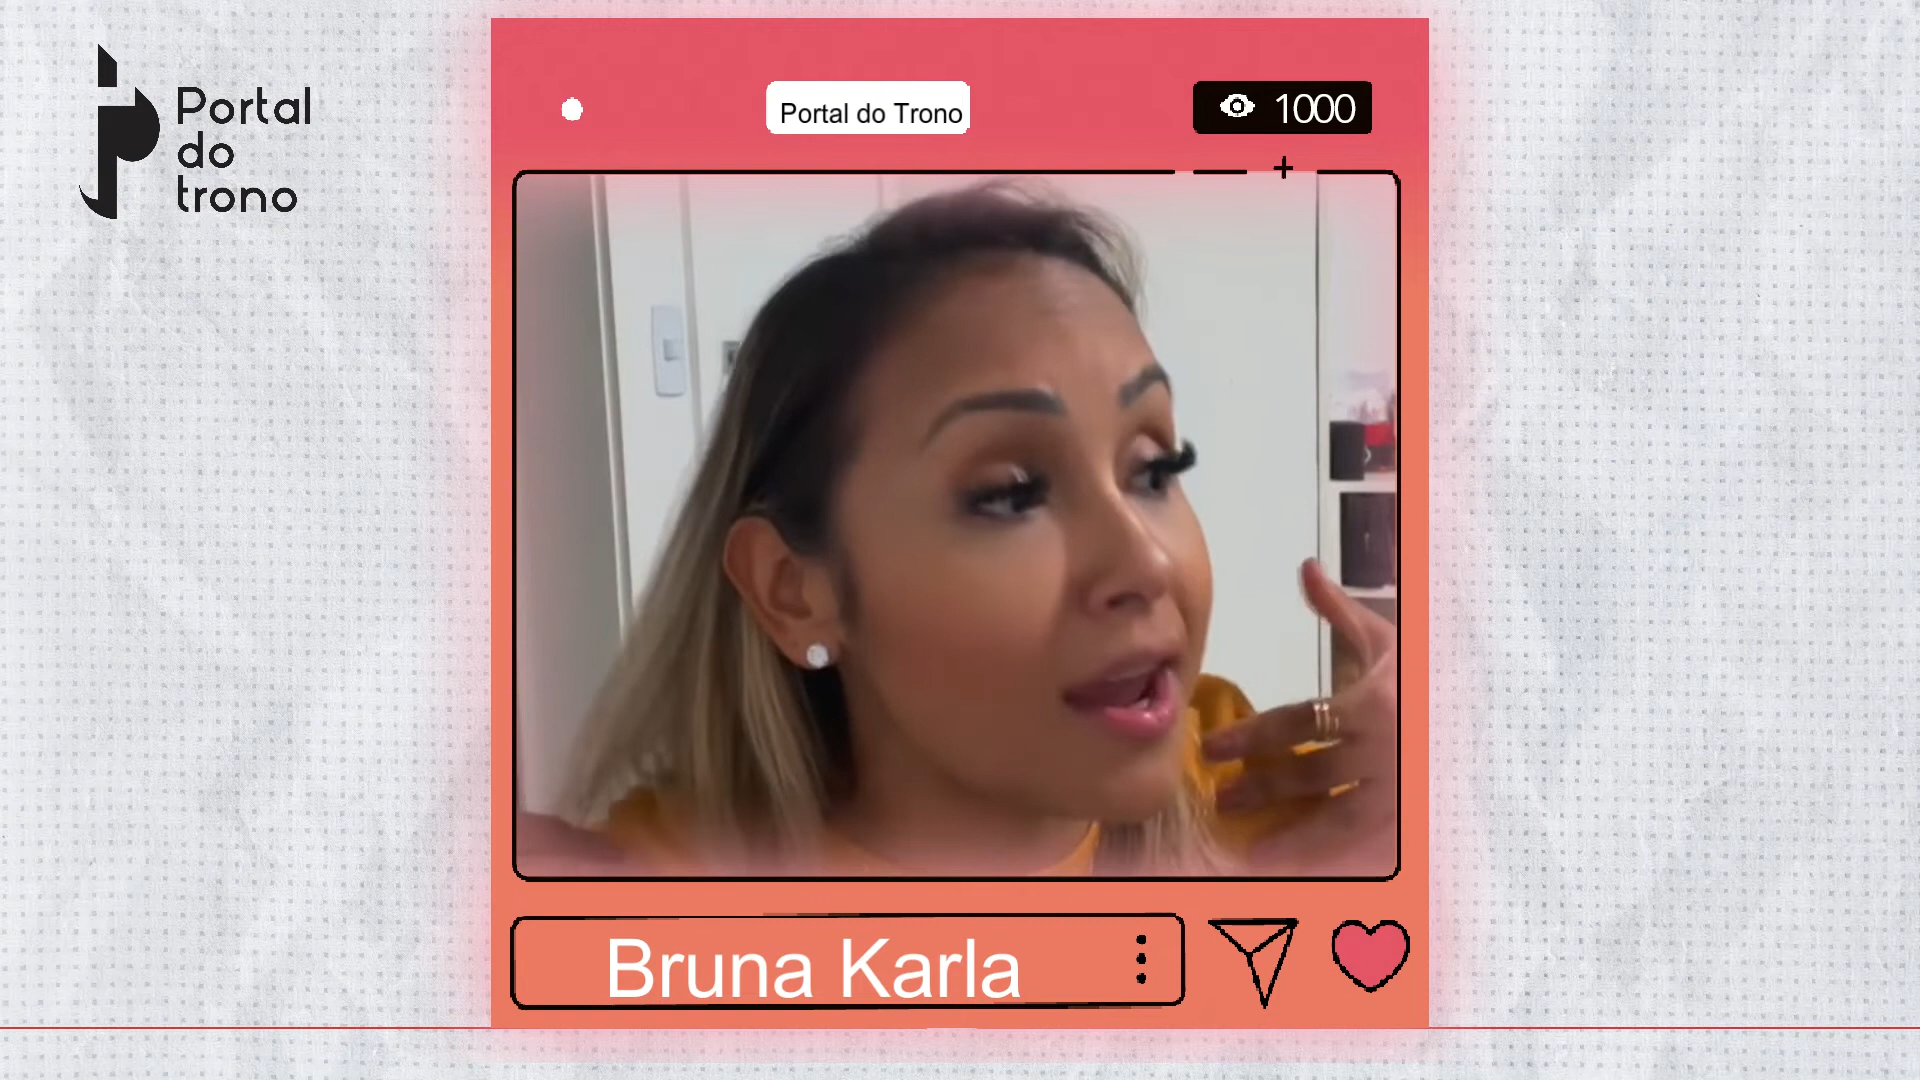 Portal
do
trono
Portal do Trono
1000
Bruna Karla